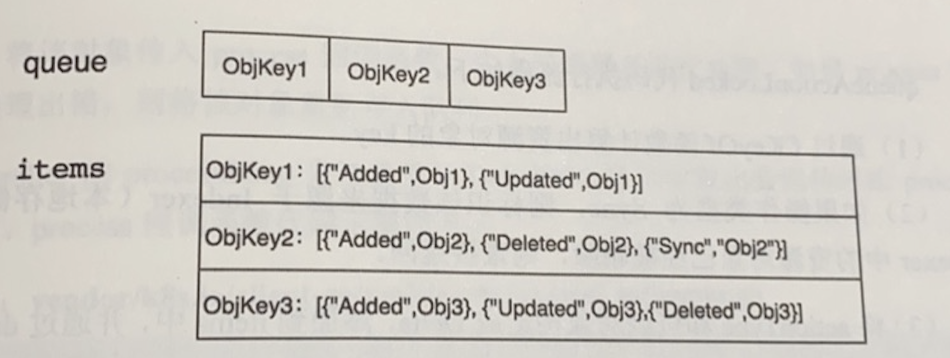 queue
ObjKey1 ObjKey2 ObjKey3
items
ObjKey1: [{"Added",Obj1}, {"Updated",Obj1}]
ObjKey2: [{"Added",Obj2}, {"Deleted",Obj2}, {"Sync","Obj2"}]
ObjKey3: [{"Added",Obj3}, {"Updated",Obj3},{"Deleted",Obj3}]